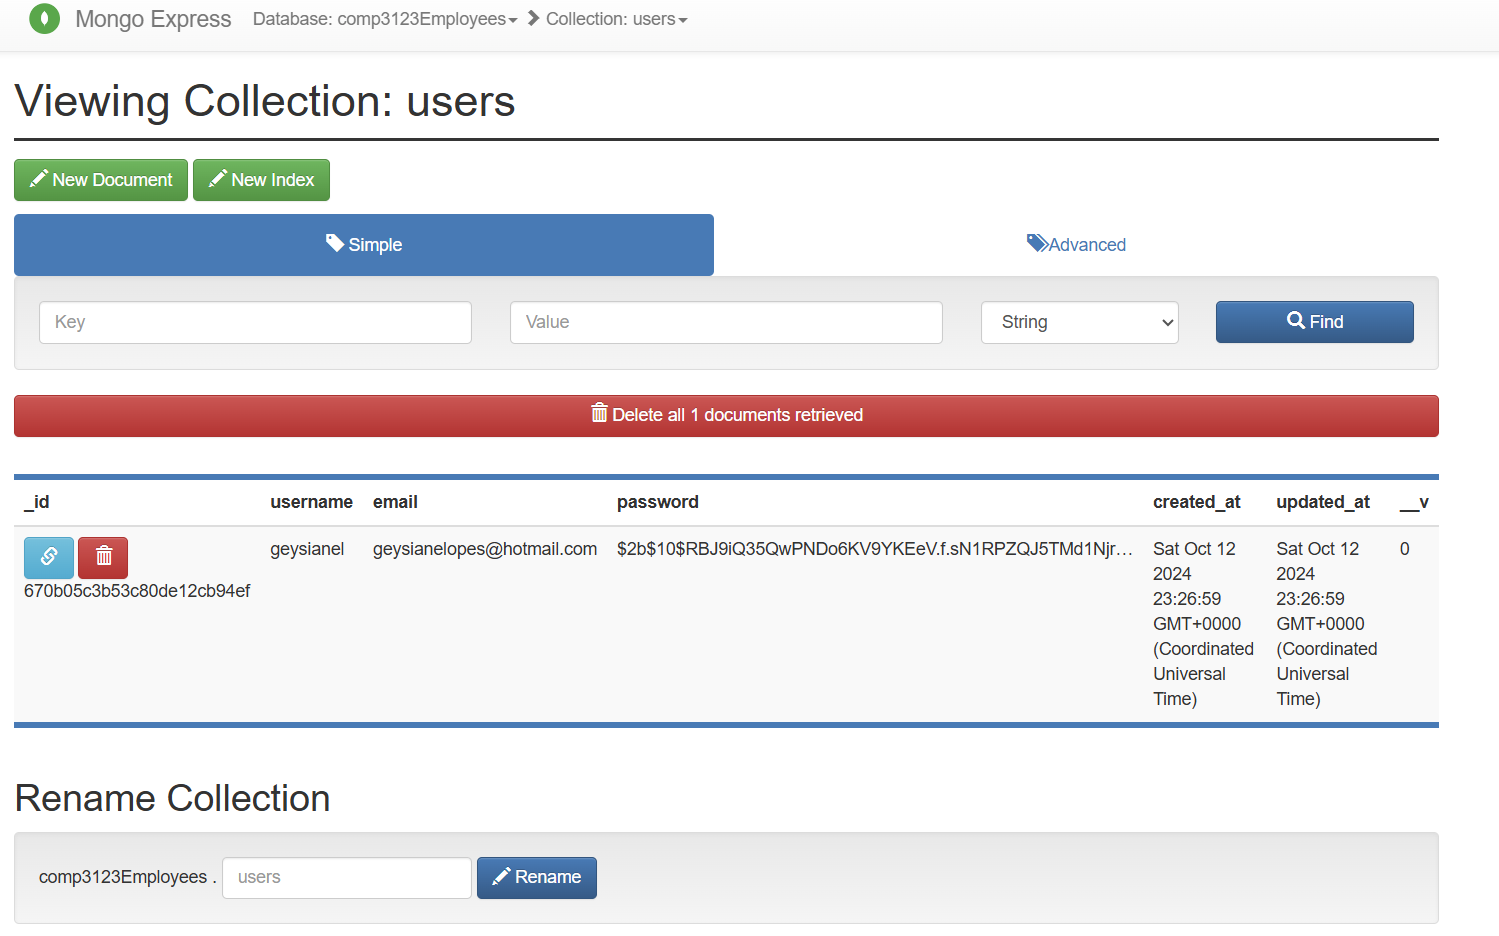 Mongo Express Database: comp3123Employees Collection: users
Viewing Collection: users
New Document New Index
Simple Advanced
Key Value String Find
Delete all 1 documents retrieved
_id username email password created_at updated_at __v
geysianel geysianelopes@hotmail.com $2b$10$RBJ9iQ35QwPNDo6KV9YKEeV.f.sN1RPZQJ5TMd1Njr… Sat Oct 12 Sat Oct 12 0
2024 2024
670b05c3b53c80de12cb94ef 23:26:59 23:26:59
GMT+0000 GMT+0000
(Coordinated (Coordinated
Universal Universal
Time) Time)
Rename Collection
comp3123Employees . users Rename